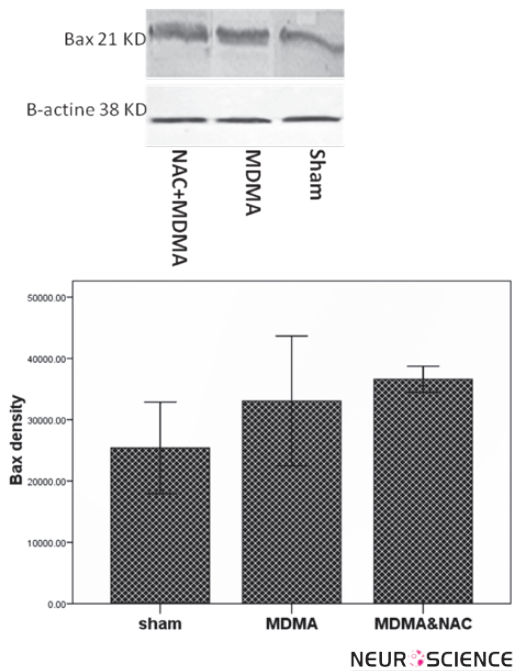 Bax 21 KD
B-actine 38 KD
NAC+MDMA
MDMA
Sham
50000.00
40000.00
30000.00
20000.00
10000.00
0.00
Bax density
sham
MDMA
MDMA&NAC
NEUROSCIENCE